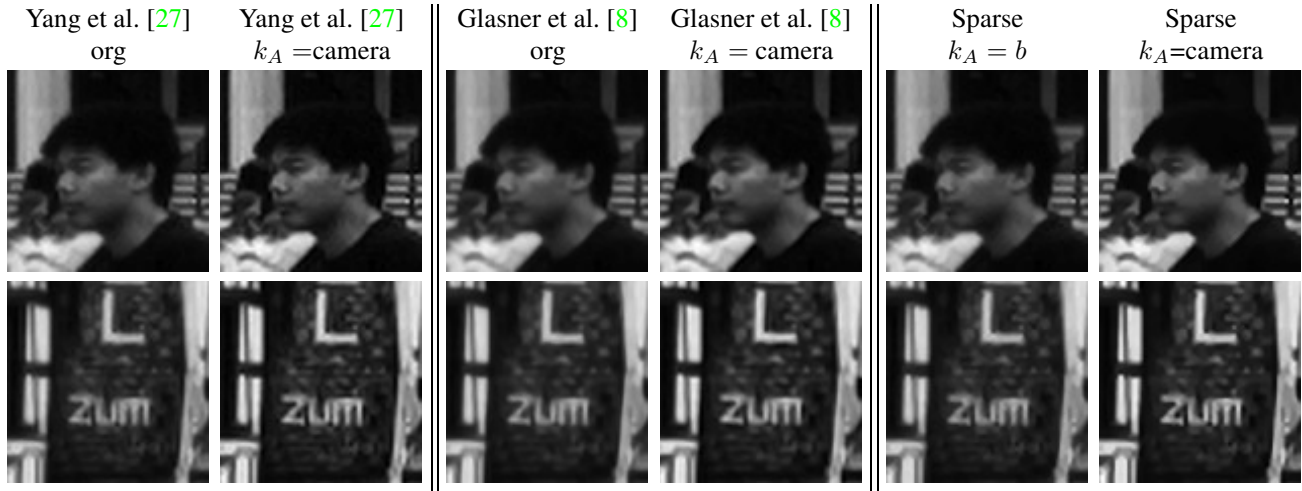 Yang et al. [27] Yang et al. [27] Glasner et al. [8] Glasner et al. [8] Sparse Sparse
org k_A =camera org k_A = camera k_A = b k_A=camera
L L L L L L
zum zum zum zum zum zum